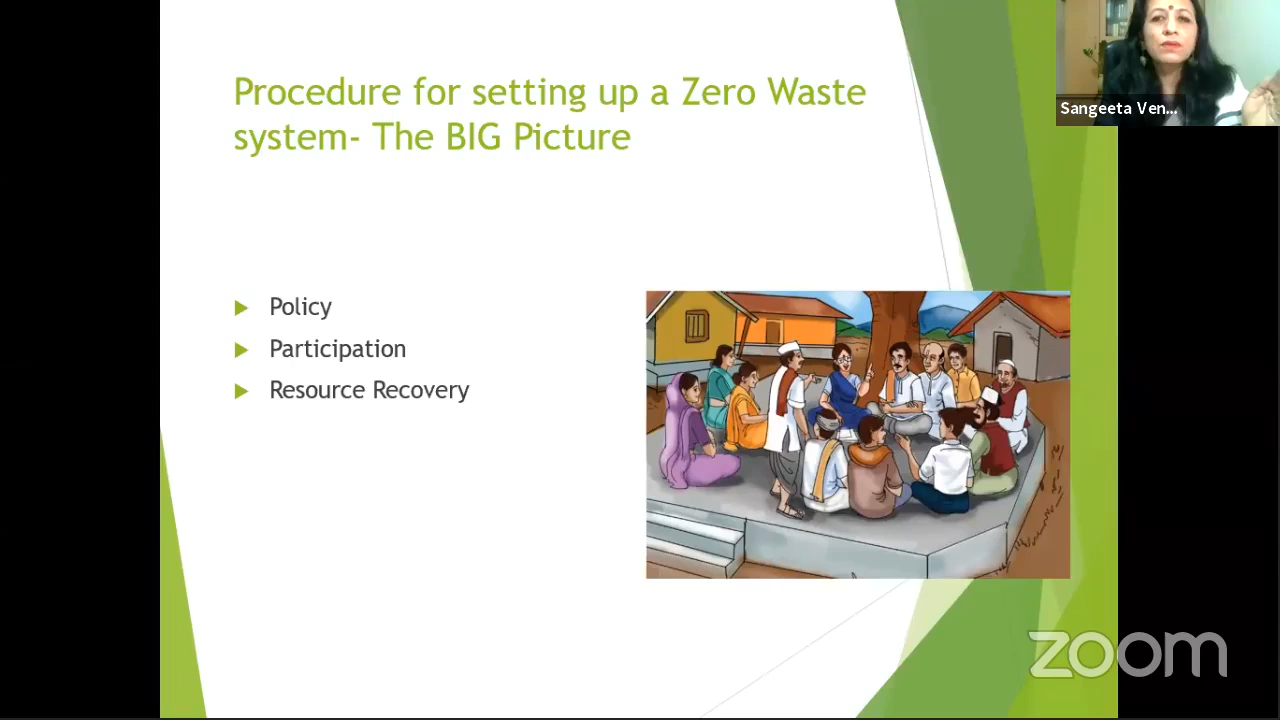 Procedure for setting up a Zero Waste
system- The BIG Picture
Policy
Participation
Resource Recovery
Sangeeta Ven...
zoom